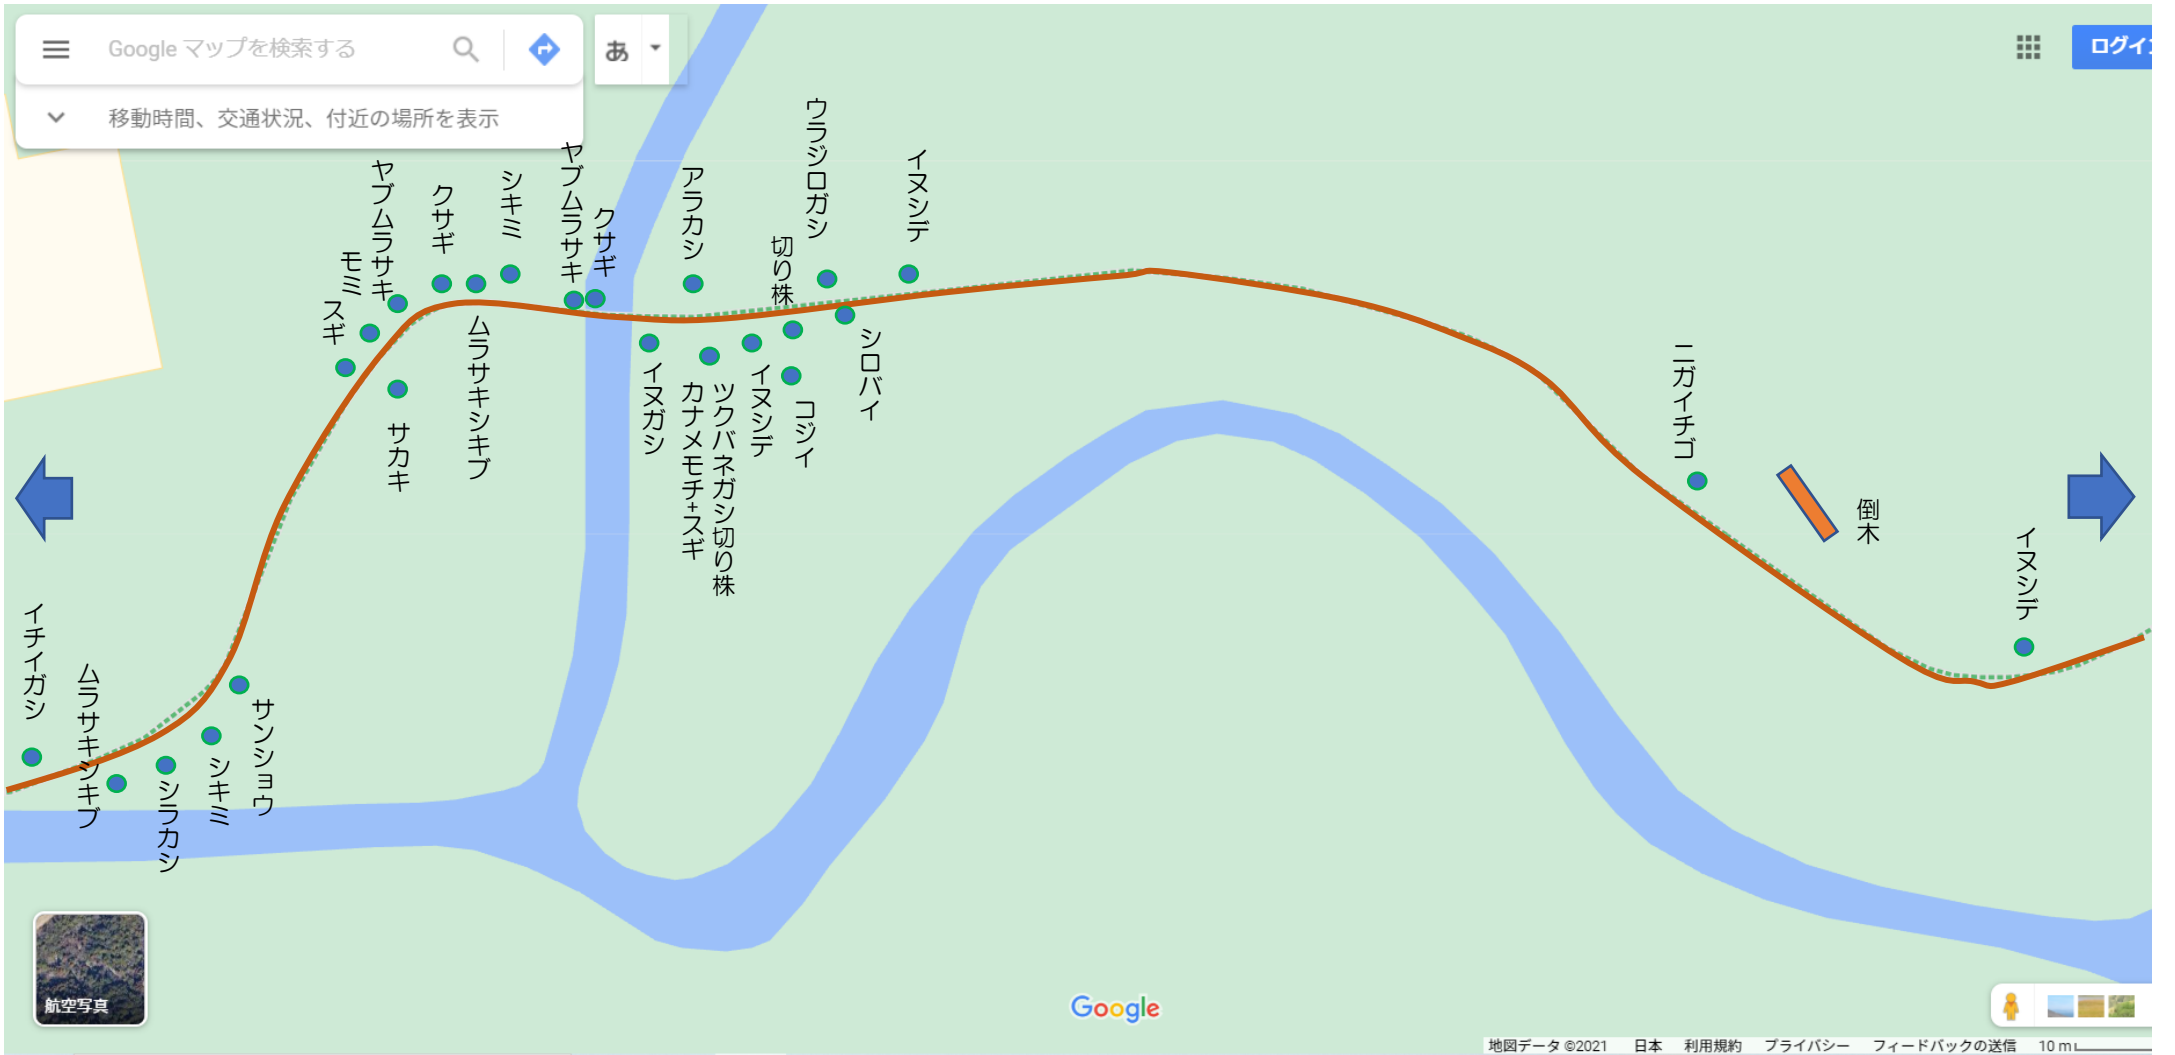 Google マップを検索する
あ
ログイ
移動時間、交通状況、付近の場所を表示
ウラジロガシ
イヌシデ
アラカシ
ヤブムラサキ
クサギ
シキミ
クサギ
ヤブムラサキ
モミ
スギ
切り株
ムラサキシキブ
サカキ
イヌガシ
カナメモチ+スギ
ツクバネガシ切り株
イヌシデ
コジイ
シロバイ
ニガイチゴ
倒木
イヌシデ
イチイガシ
ムラサキシキブ
シラカシ
シキミ
サンショウ
航空写真
Google
地図データ ©2021 日本 利用規約 プライバシー フィードバックの送信 10 m